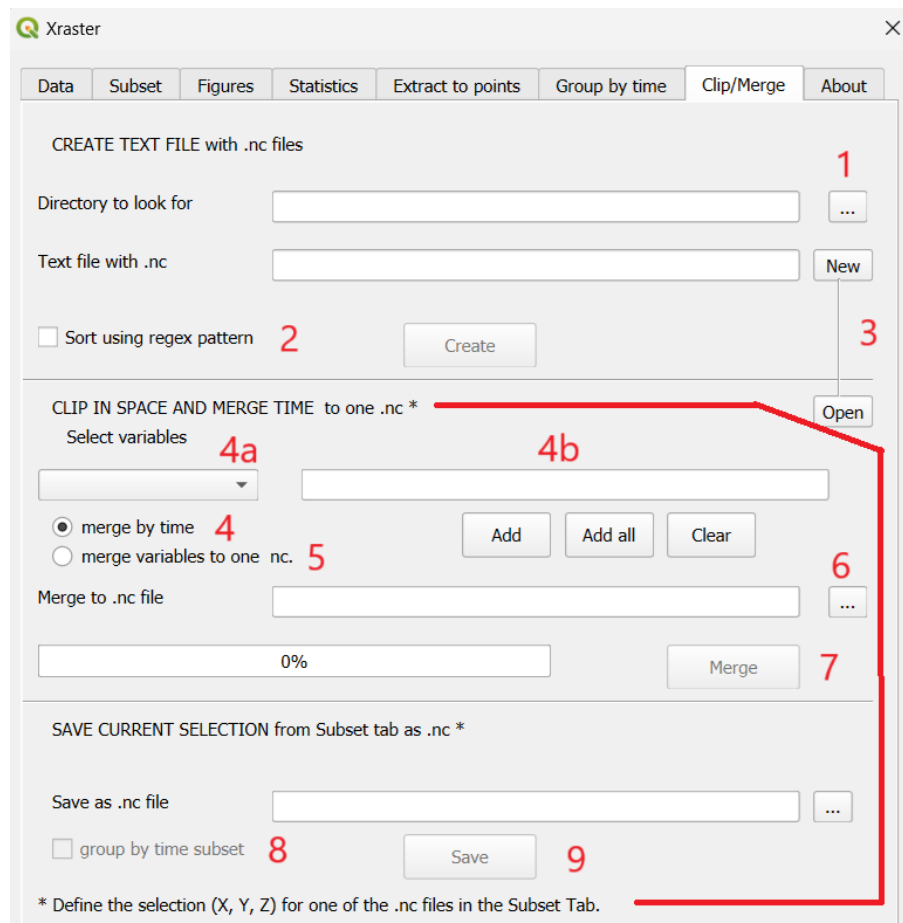 Xraster
Data Subset Figures Statistics Extract to points Group by time Clip/Merge About
CREATE TEXT FILE with .nc files
1
Directory to look for ...
Text file with .nc New
Sort using regex pattern 2 Create 3
CLIP IN SPACE AND MERGE TIME to one .nc * Open
Select variables
4a 4b
merge by time 4 Add Add all Clear
merge variables to one nc. 5
6
Merge to .nc file ...
0% Merge 7
SAVE CURRENT SELECTION from Subset tab as .nc *
Save as .nc file ...
group by time subset 8 Save 9
* Define the selection (X, Y, Z) for one of the .nc files in the Subset Tab.